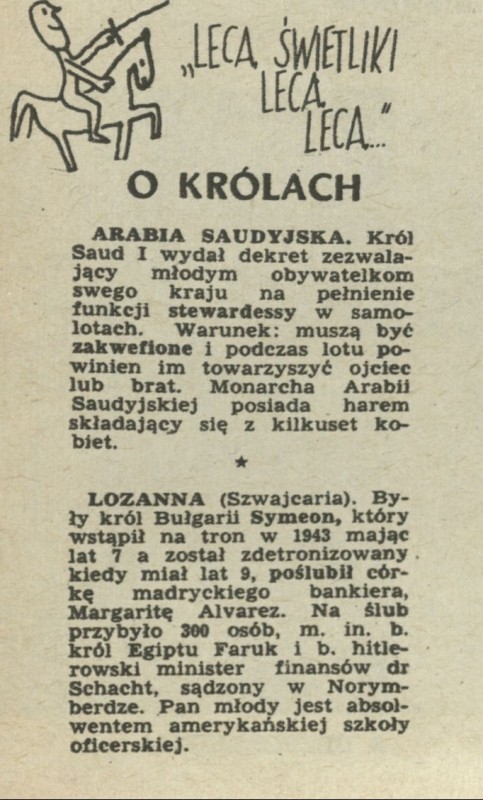 „LECĄ, ŚWIETLIKI
LECĄ,
LECĄ..."
O KRÓLACH
ARABIA SAUDYJSKA. Król
Saud I wydał dekret zezwala-
jący młodym obywatelkom
swego kraju na pełnienie
funkcji stewardessy w samo-
lotach. Warunek: muszą być
zakwefione i podczas lotu po-
winien im towarzyszyć ojciec
lub brat. Monarcha Arabii
Saudyjskiej posiada harem
składający się z kilkuset ko-
biet.
★
LOZANNA (Szwajcaria). By-
ły król Bułgarii Symeon, który
wstąpił na tron w 1943 mając
lat 7 a został zdetronizowany
kiedy miał lat 9, poślubił cór-
kę madryckiego bankiera,
Margaritę Alvarez. Na ślub
przybyło 300 osób, m. in. b.
król Egiptu Faruk i b. hitle-
rowski minister finansów dr
Schacht, sądzony w Norym-
berdze. Pan młody jest absol-
wentem amerykańskiej szkoły
oficerskiej.